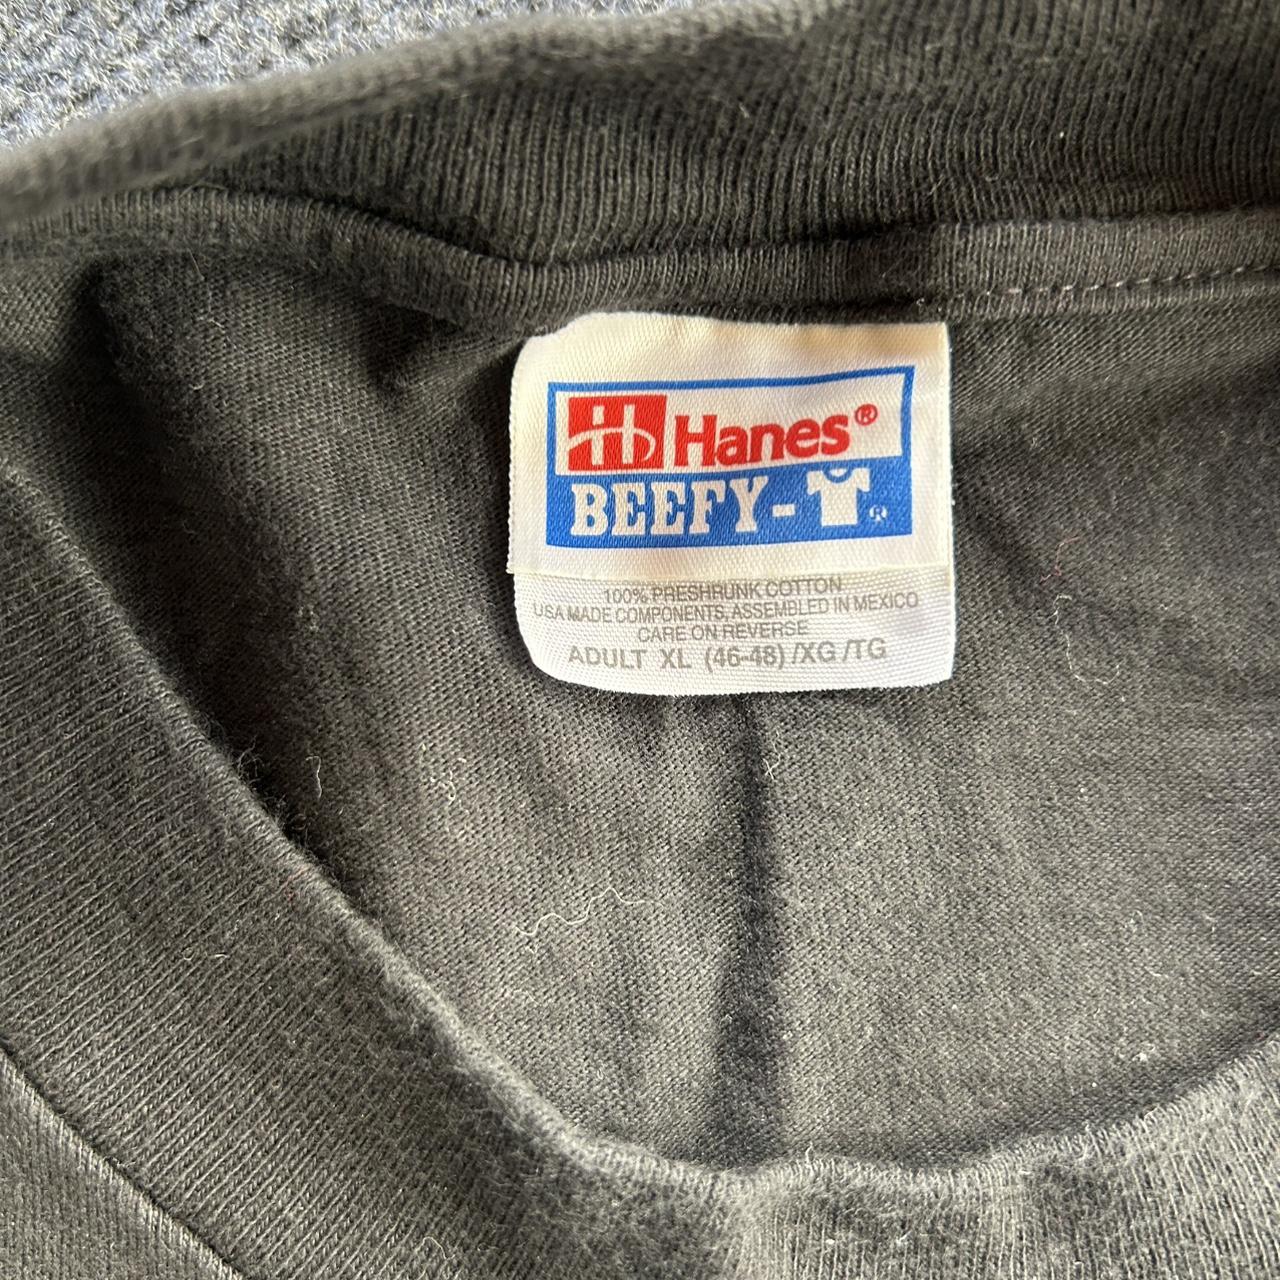 Hanes®
BEEFY-T®
100% PRESHRUNK COTTON
USA MADE COMPONENTS, ASSEMBLED IN MEXICO
CARE ON REVERSE
ADULT XL (46-48) /XG /TG